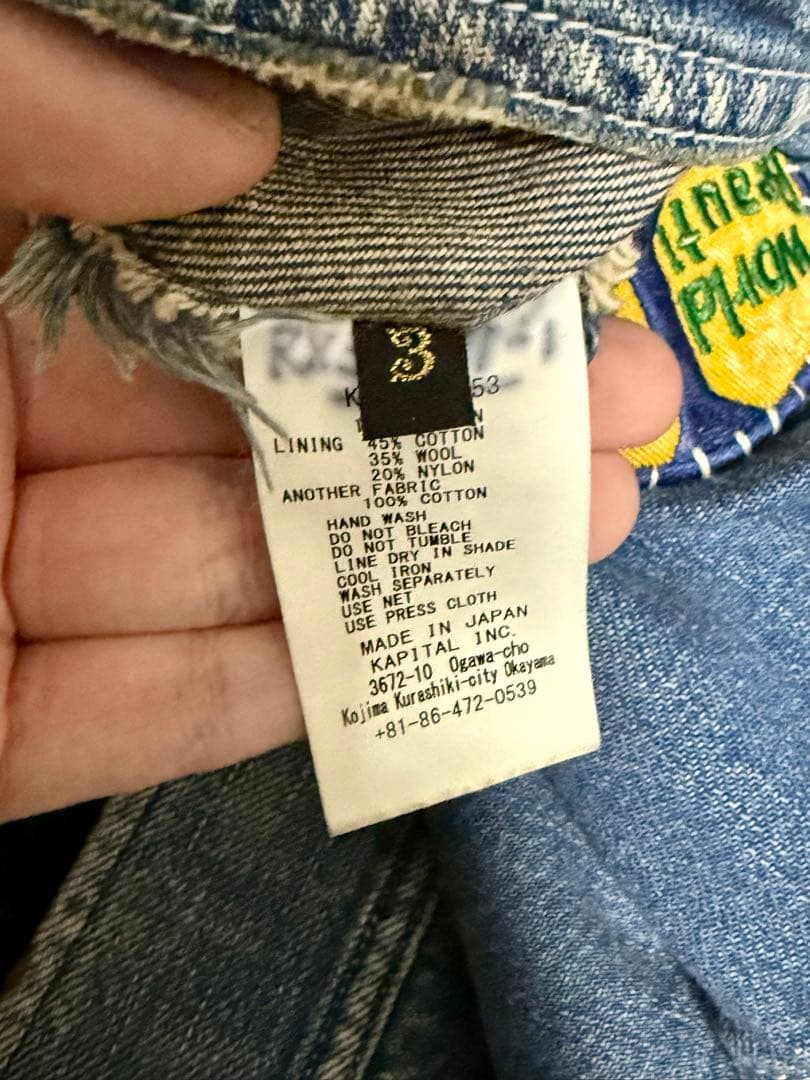 3
K 53
N
LINING 45% COTTON
35% WOOL
20% NYLON
ANOTHER FABRIC
100% COTTON
HAND WASH
DO NOT BLEACH
DO NOT TUMBLE
LINE DRY IN SHADE
COOL IRON
WASH SEPARATELY
USE NET
USE PRESS CLOTH
MADE IN JAPAN
KAPITAL INC.
3672-10 Ogawa-cho
Kojima Kurashiki-city Okayama
+81-86-472-0539
World